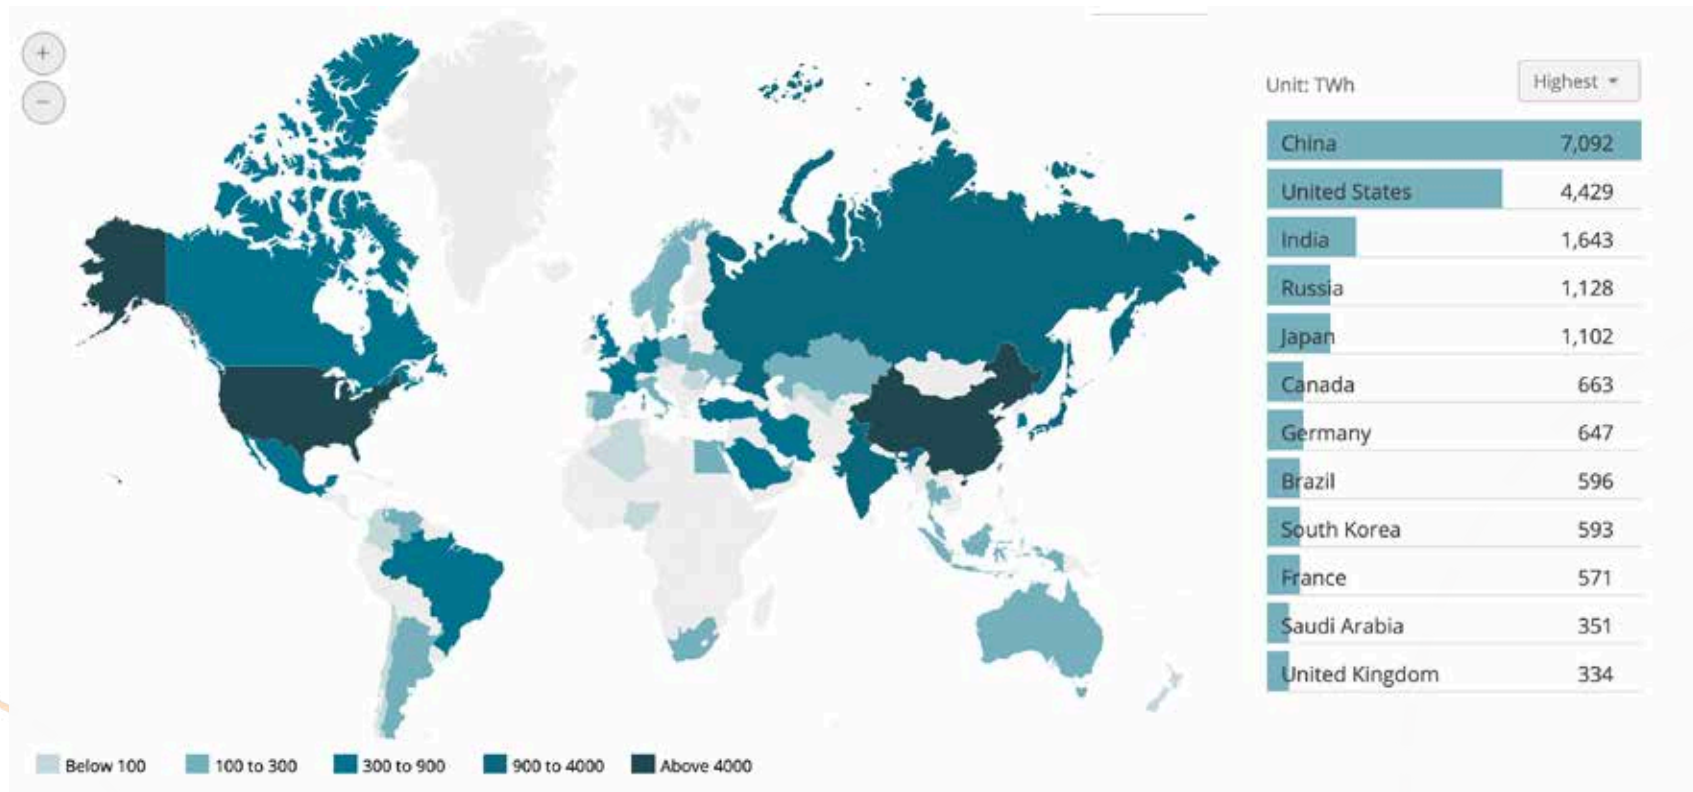 +
−
Unit: TWh
Highest
China 7,092
United States 4,429
India 1,643
Russia 1,128
Japan 1,102
Canada 663
Germany 647
Brazil 596
South Korea 593
France 571
Saudi Arabia 351
United Kingdom 334
Below 100 100 to 300 300 to 900 900 to 4000 Above 4000